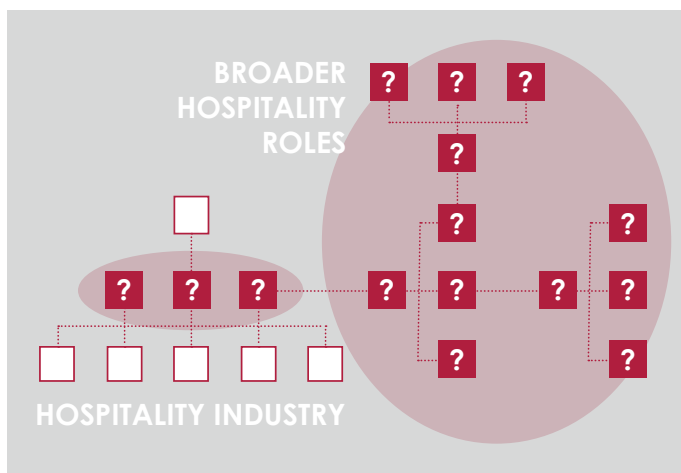 BROADER
HOSPITALITY
ROLES
? ? ?
?
? ?
? ? ? ? ? ? ?
? ?
HOSPITALITY INDUSTRY